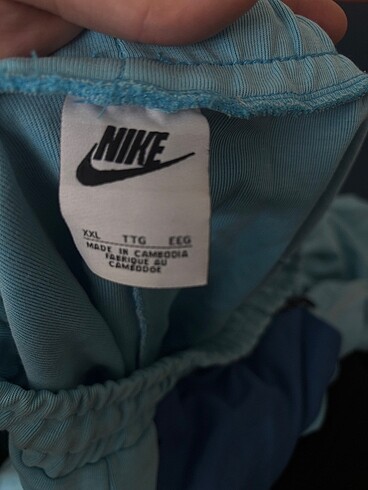 NIKE
XXL TTG EEG
MADE IN CAMBODIA
FABRIQUE AU
CAMBODGE